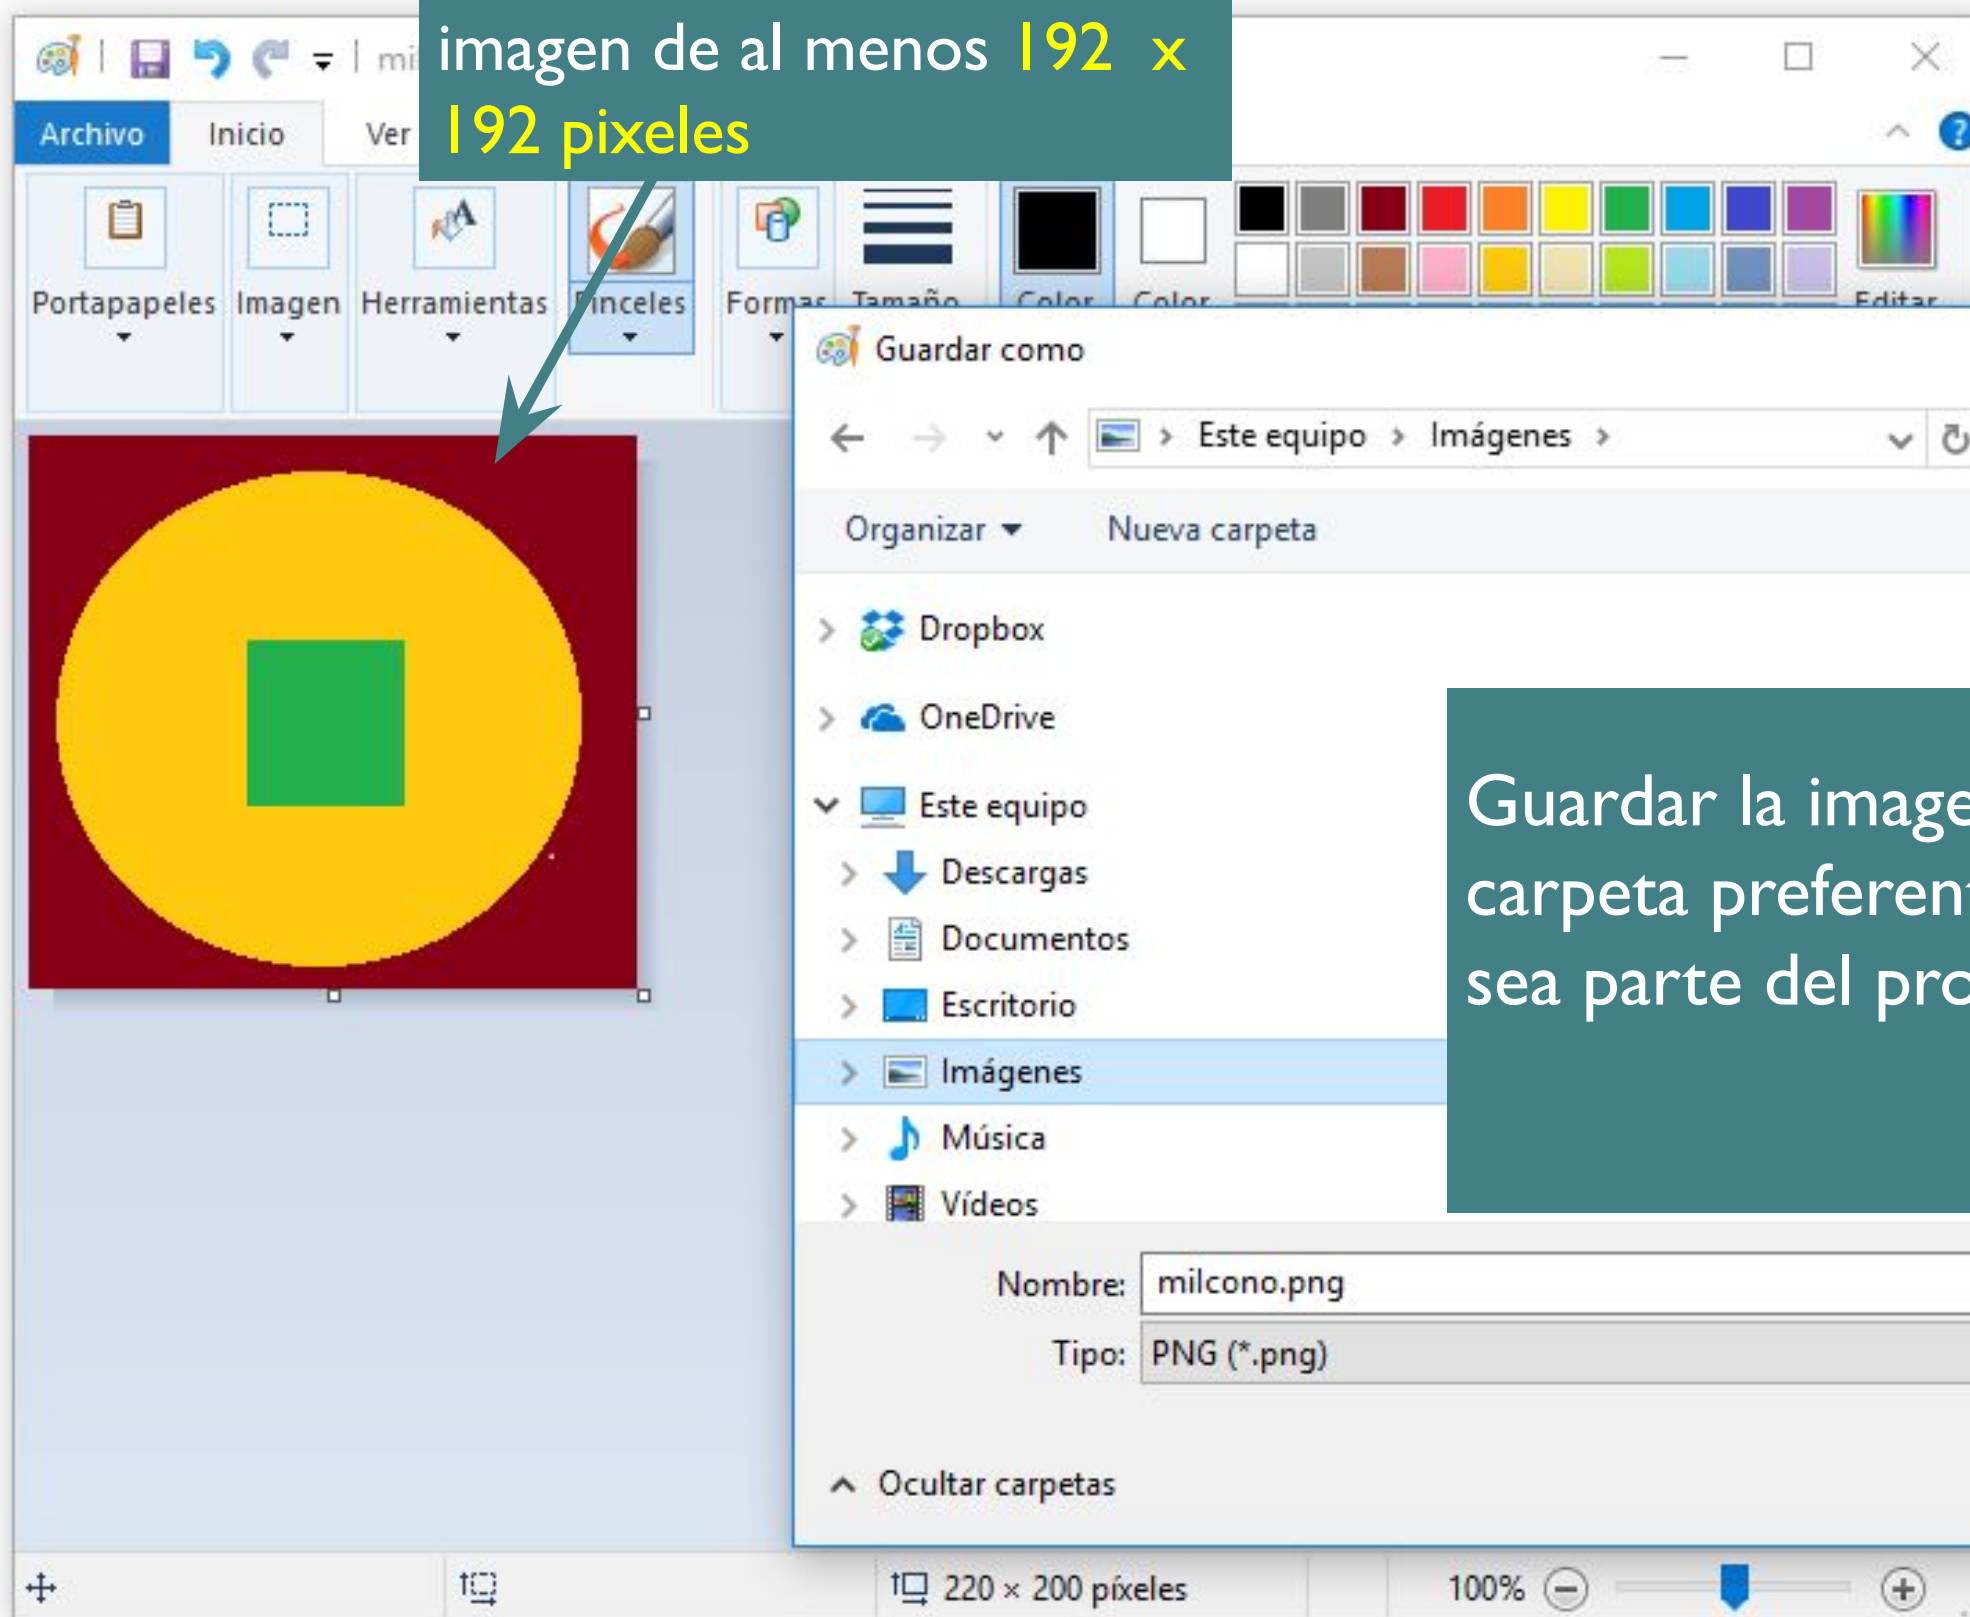 imagen de al menos 192 x
192 pixeles
mi
Archivo Inicio Ver
Portapapeles Imagen Herramientas Pinceles Formas Tamaño Color Color Editar
Guardar como
Este equipo > Imágenes >
Organizar Nueva carpeta
Dropbox
OneDrive
Este equipo
Descargas
Documentos
Escritorio
Imágenes
Música
Vídeos
Guardar la image
carpeta preferen
sea parte del pro
Nombre: milcono.png
Tipo: PNG (*.png)
Ocultar carpetas
220 × 200 píxeles 100%